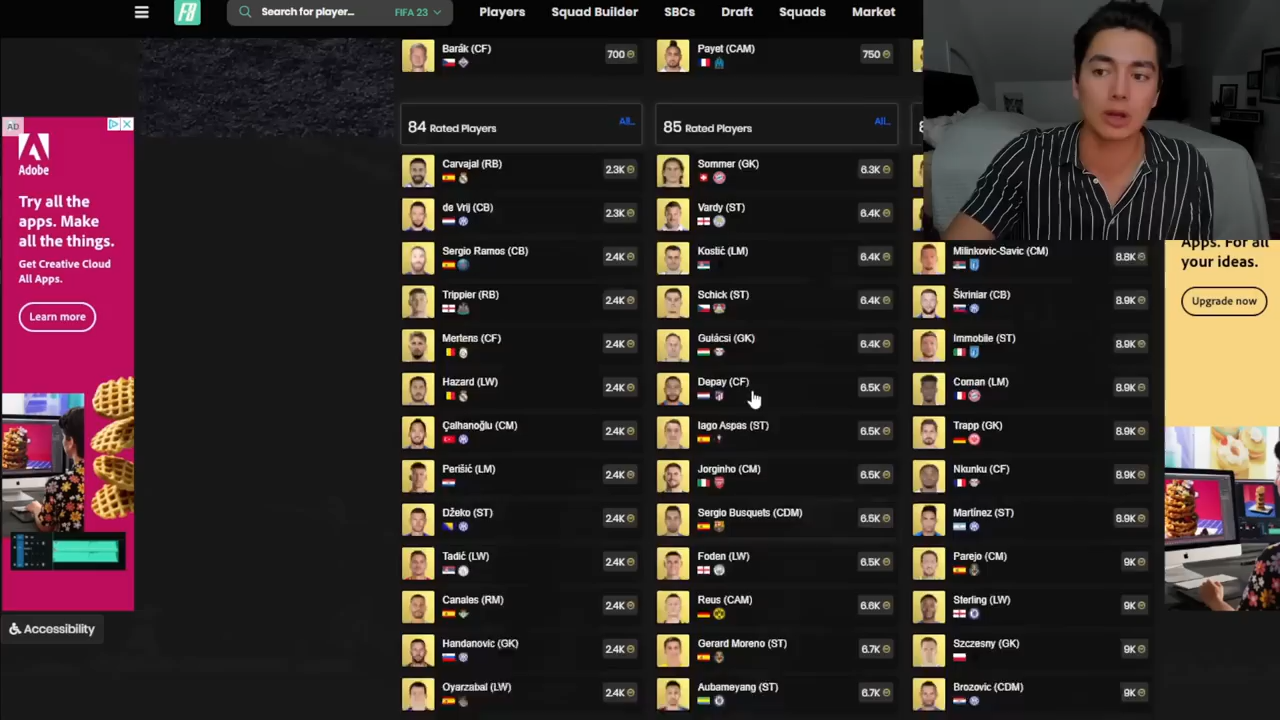 F8
Search for player...
FIFA 23
Players
Squad Builder
SBCs
Draft
Squads
Market
Barák (CF)
700
Payet (CAM)
750
84 Rated Players
All...
Carvajal (RB)
2.3K
de Vrij (CB)
2.3K
Sergio Ramos (CB)
2.4K
Trippier (RB)
2.4K
Mertens (CF)
2.4K
Hazard (LW)
2.4K
Çalhanoğlu (CM)
2.4K
Perišić (LM)
2.4K
Džeko (ST)
2.4K
Tadić (LW)
2.4K
Canales (RM)
2.4K
Handanovic (GK)
2.4K
Oyarzabal (LW)
2.4K
85 Rated Players
All...
Sommer (GK)
6.3K
Vardy (ST)
6.4K
Kostić (LM)
6.4K
Schick (ST)
6.4K
Gulácsi (GK)
6.4K
Depay (CF)
6.5K
Iago Aspas (ST)
6.5K
Jorginho (CM)
6.5K
Sergio Busquets (CDM)
6.5K
Foden (LW)
6.5K
Reus (CAM)
6.6K
Gerard Moreno (ST)
6.7K
Aubameyang (ST)
6.7K
Milinkovic-Savic (CM)
8.8K
Škriniar (CB)
8.9K
Immobile (ST)
8.9K
Coman (LM)
8.9K
Trapp (GK)
8.9K
Nkunku (CF)
8.9K
Martínez (ST)
8.9K
Parejo (CM)
9K
Sterling (LW)
9K
Szczesny (GK)
9K
Brozovic (CDM)
9K
AD
Adobe
Try all the
apps. Make
all the things.
Get Creative Cloud
All Apps.
Learn more
Accessibility
Apps. For all
your ideas.
Upgrade now